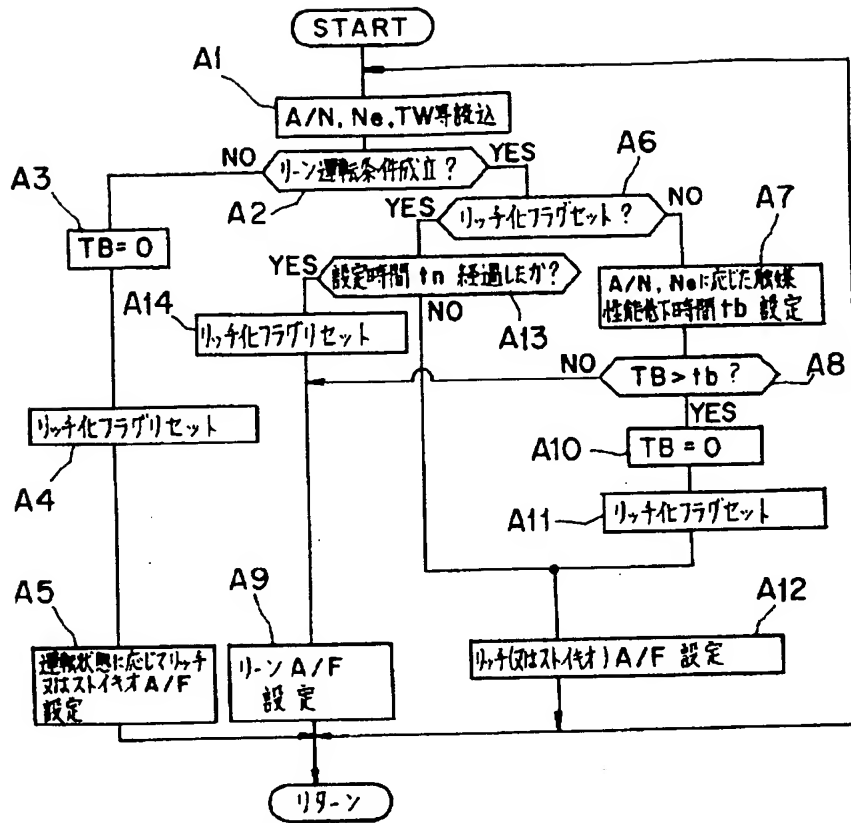 START
A1
A/N, Ne, TW等読込
NO
リーン運転条件成立?
YES
A2
A3
TB=0
A6
YES
リッチ化フラグセット?
NO
A7
A/N, Neに応じた触媒
性能低下時間tb 設定
YES
設定時間 tn 経過したか?
NO
A13
A14
リッチ化フラグリセット
NO
TB>tb?
A8
YES
A10
TB=0
リッチ化フラグリセット
A4
A11
リッチ化フラグセット
A5
運転状態に応じてリッチ
又はストイキオA/F
設定
A9
リーン A/F
設定
A12
リッチ(又はストイキオ) A/F 設定
リターン